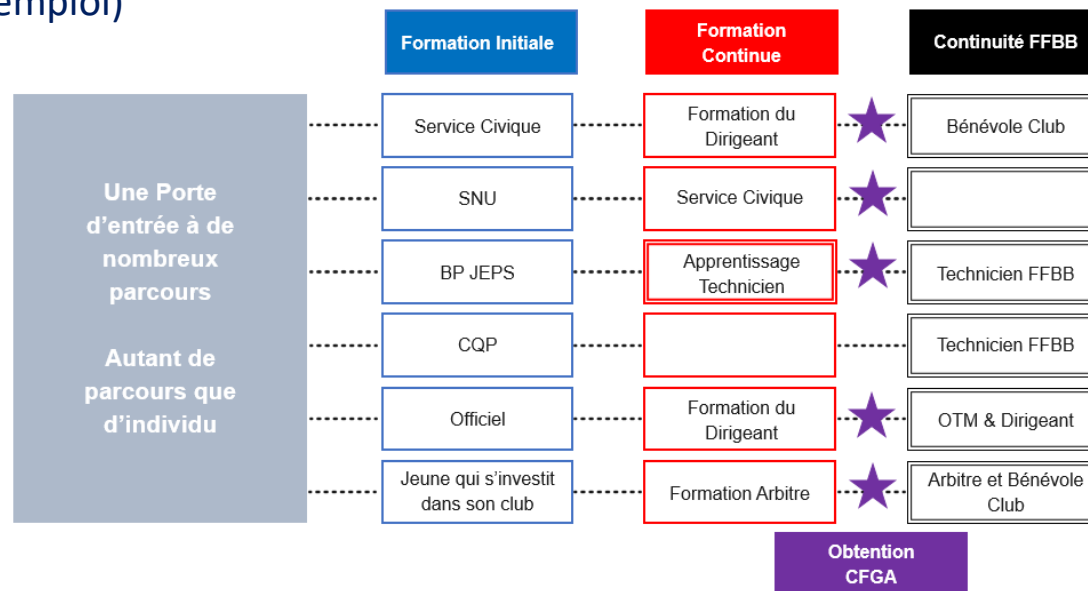 emploi)
Formation Initiale
Formation
Continue
Continuité FFBB
Une Porte
d'entrée à de
nombreux
parcours
Autant de
parcours que
d'individu
Service Civique
Formation du
Dirigeant
Bénévole Club
SNU
Service Civique
BP JEPS
Apprentissage
Technicien
Technicien FFBB
CQP
Technicien FFBB
Officiel
Formation du
Dirigeant
OTM & Dirigeant
Jeune qui s'investit
dans son club
Formation Arbitre
Arbitre et Bénévole
Club
Obtention
CFGA